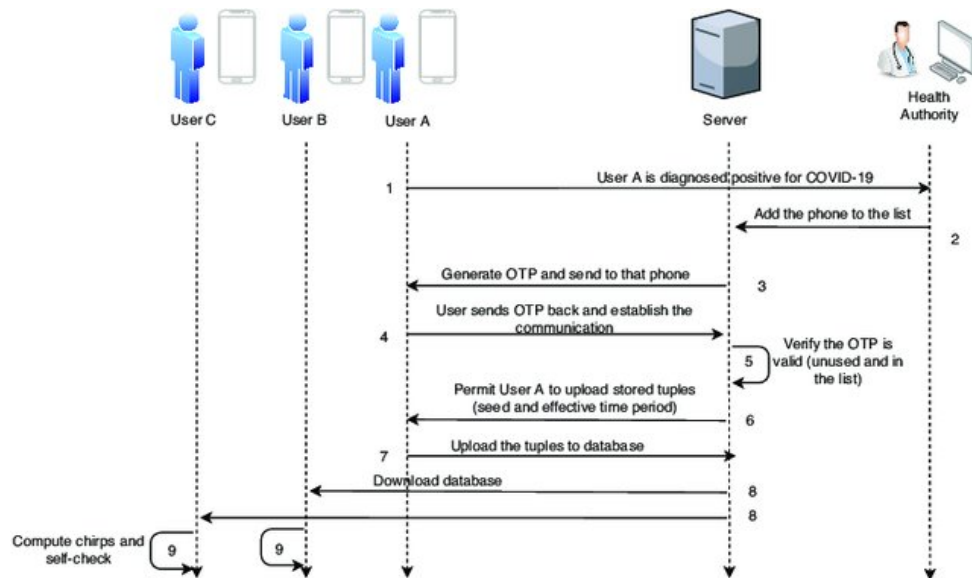 User C
User B
User A
Server
Health
Authority
1
User A is diagnosed positive for COVID-19
Add the phone to the list
2
Generate OTP and send to that phone
3
User sends OTP back and establish the
communication
4
5
Verify the OTP is
valid (unused and in
the list)
Permit User A to upload stored tuples
(seed and effective time period)
6
7
Upload the tuples to database
Download database
8
8
Compute chirps and
self-check
9
9